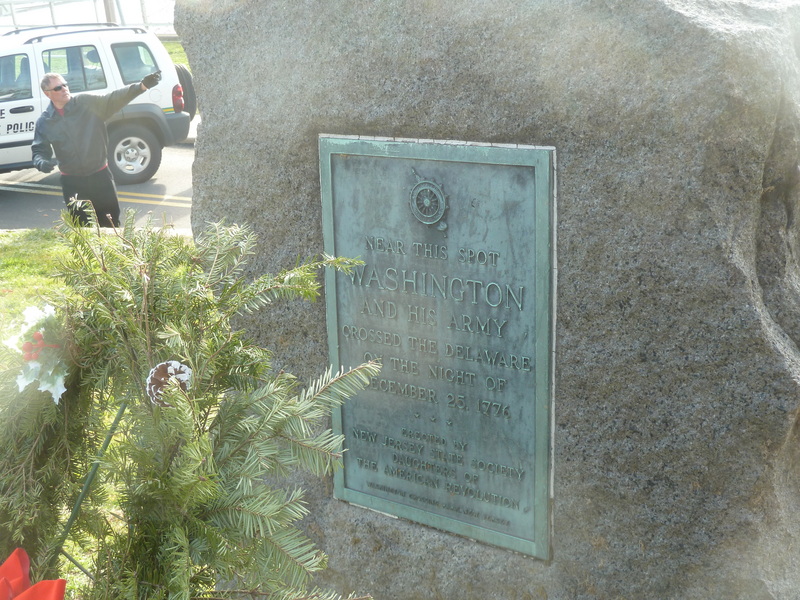 POLIC
NEAR THIS SPOT
WASHINGTON
AND HIS ARMY
CROSSED THE DELAWARE
ON THE NIGHT OF
DECEMBER 25, 1776
ERECTED BY
NEW JERSEY STATE SOCIETY
DAUGHTERS OF
THE AMERICAN REVOLUTION